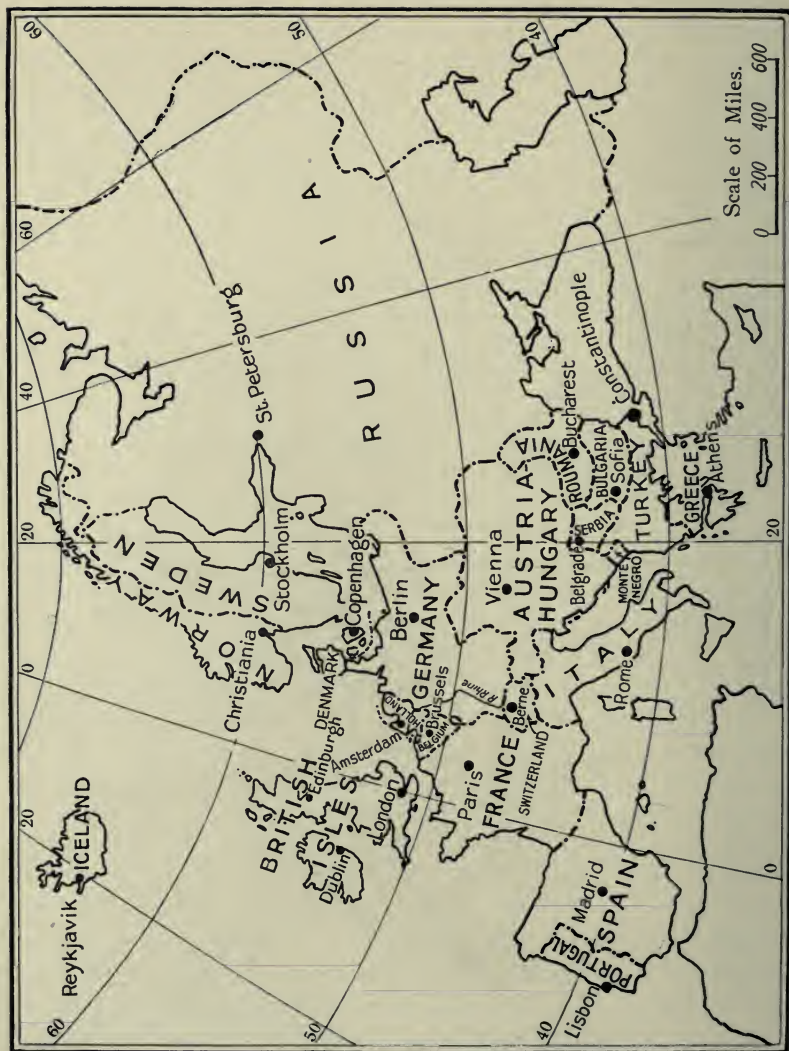 60
20
0
20
40
60
60
Reykjavik
ICELAND
NORWAY
SWEDEN
Christiania
Stockholm
St. Petersburg
RUSSIA
BRITISH
ISLES
Edinburgh
Dublin
London
DENMARK
Copenhagen
Amsterdam
HOLLAND
Brussels
BELGIUM
Berlin
GERMANY
R. Rhine
50
50
Paris
FRANCE
Berne
SWITZERLAND
Vienna
AUSTRIA
HUNGARY
ROUMANIA
Bucharest
Belgrade
SERBIA
BULGARIA
Sofia
MONTE
NEGRO
TURKEY
Constantinople
ITALY
Rome
GREECE
Athens
40
40
Lisbon
PORTUGAL
Madrid
SPAIN
0
20
Scale of Miles.
0 200 400 600